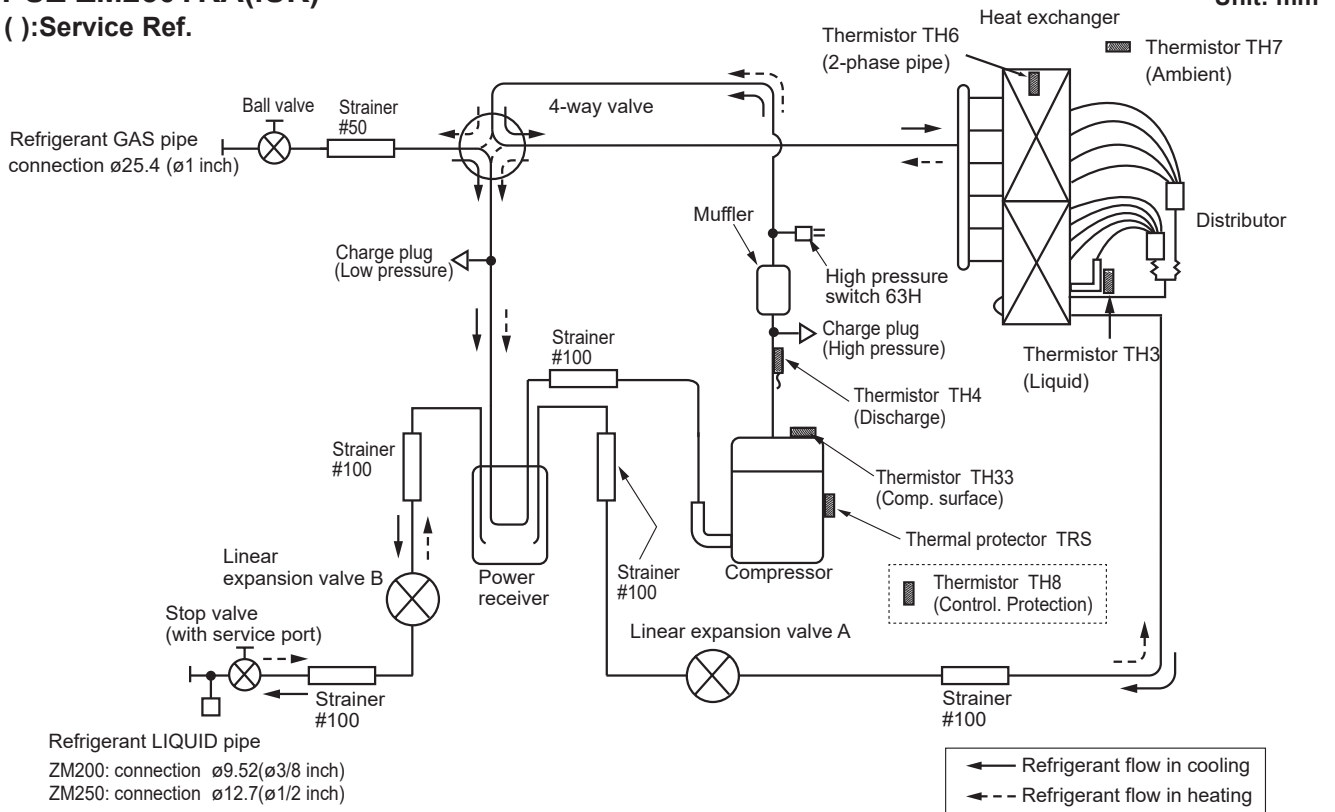 ( ):Service Ref.
Heat exchanger
Thermistor TH6
(2-phase pipe)
Thermistor TH7
(Ambient)
Ball valve
Strainer
#50
4-way valve
Refrigerant GAS pipe
connection ø25.4 (ø1 inch)
Muffler
Distributor
Charge plug
(Low pressure)
High pressure
switch 63H
Charge plug
(High pressure)
Strainer
#100
Thermistor TH3
(Liquid)
Thermistor TH4
(Discharge)
Strainer
#100
Thermistor TH33
(Comp. surface)
Thermal protector TRS
Linear
expansion valve B
Power
receiver
Strainer
#100
Compressor
Thermistor TH8
(Control. Protection)
Stop valve
(with service port)
Linear expansion valve A
Strainer
#100
Strainer
#100
Refrigerant LIQUID pipe
ZM200: connection ø9.52(ø3/8 inch)
ZM250: connection ø12.7(ø1/2 inch)
Refrigerant flow in cooling
Refrigerant flow in heating